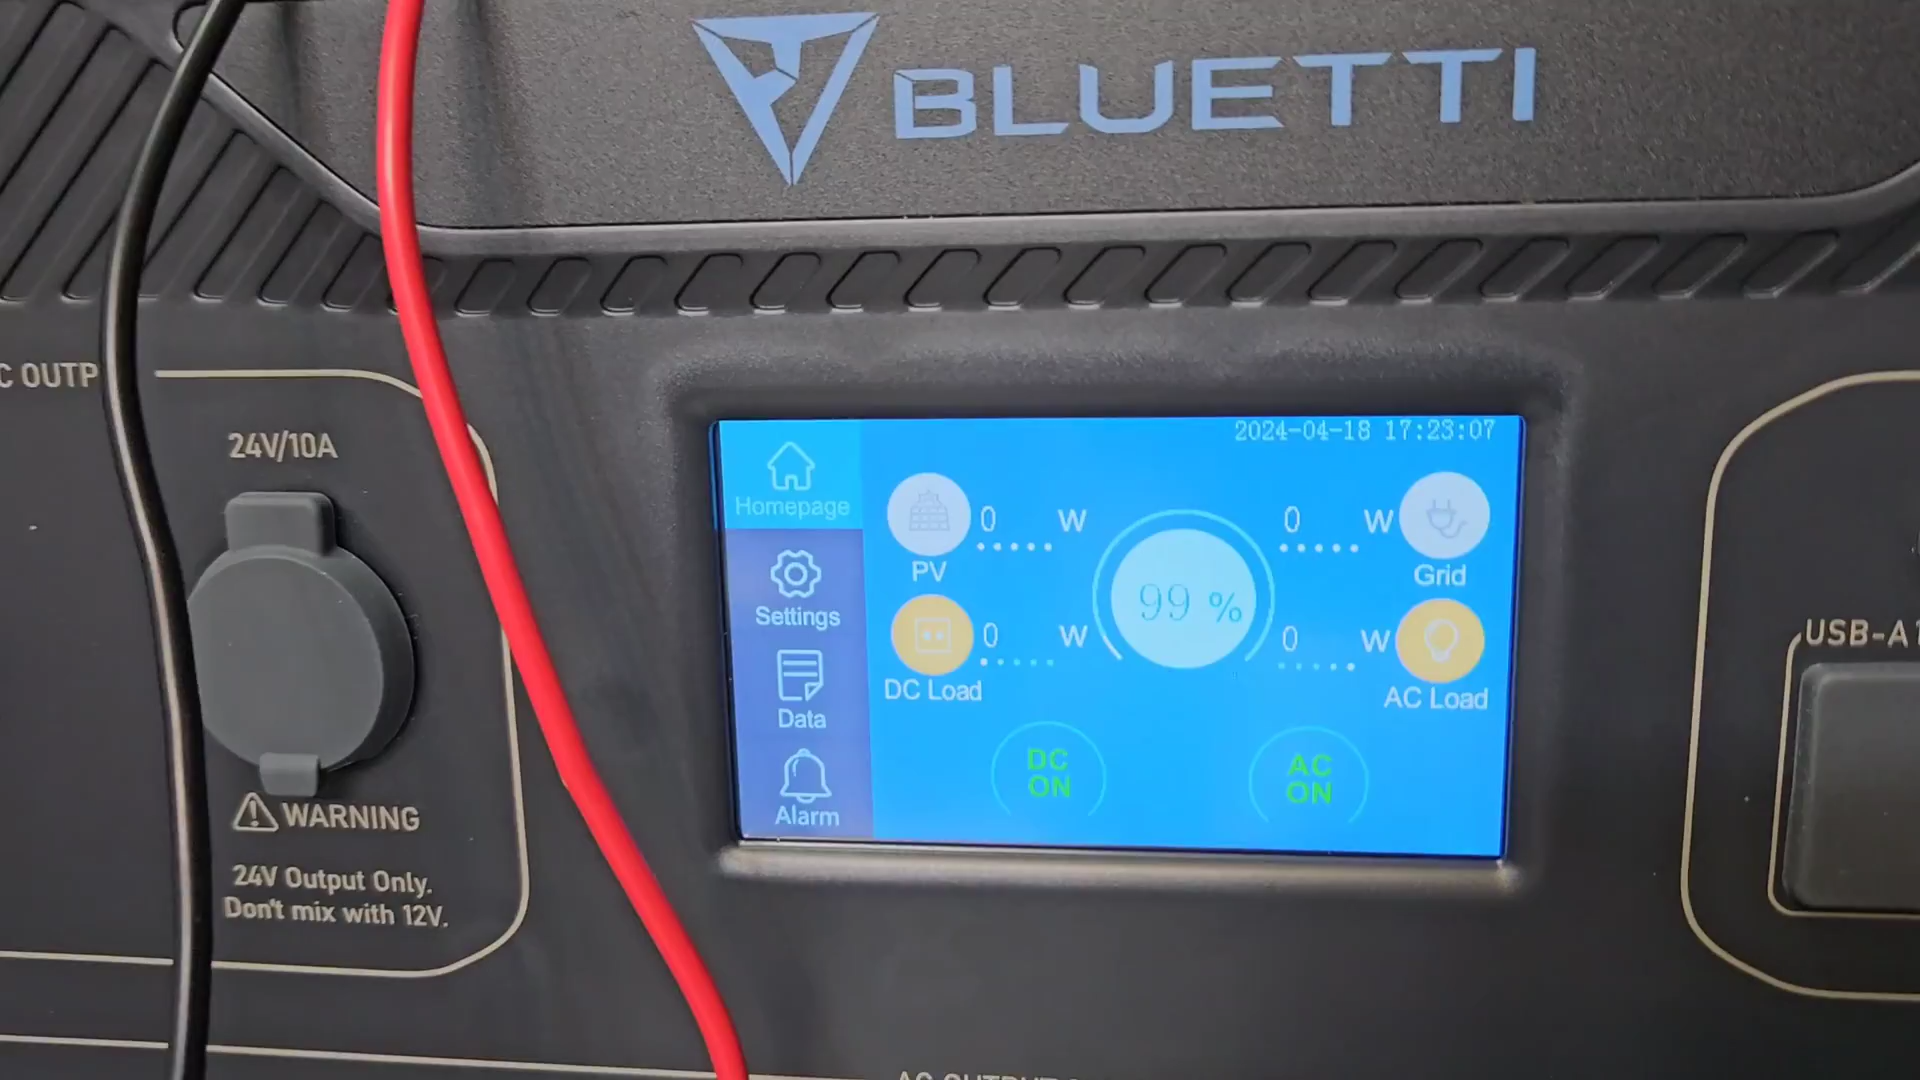 BLUETTI
C OUTP
24V/10A
WARNING
24V Output Only.
Don't mix with 12V.
2024-04-18 17:23:07
Homepage
Settings
Data
Alarm
0 W
PV
0 W
DC Load
99 %
0 W
Grid
0 W
AC Load
DC
ON
AC
ON
USB-A
AC OUTPUT